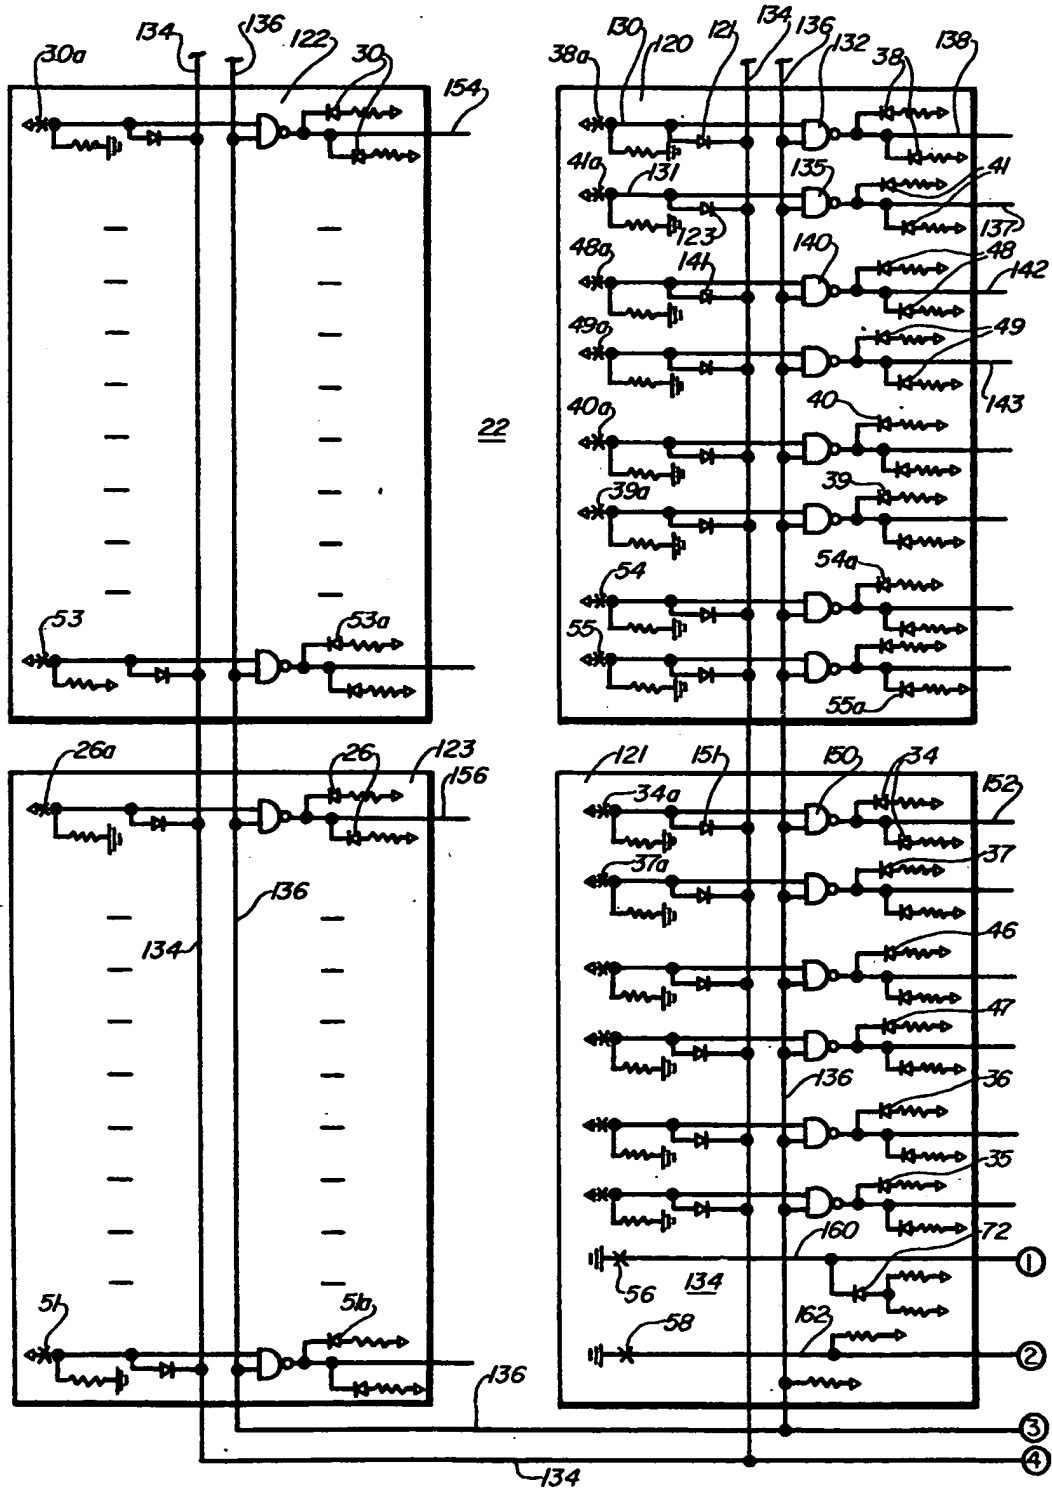 30a 134 136 122 30 154
38a 130 120 121 134 136 132 38 138
41a 131 123 135 41 137
48a 141 140 48 142
49a 49 143
22
40a 40
39a 39
54 54a
53 53a
55 55a
26a 26 123 156
121 34a 151 150 34 152
37a 37
136
134
46
47
136 36
35
160 72
56 134 1
51 51a
58 162 2
136 3
134 4